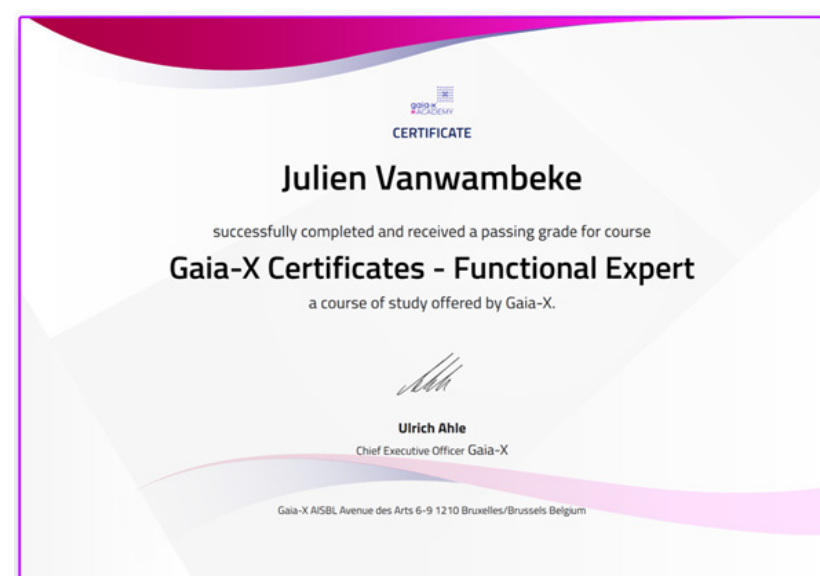 gaia-x
ACADEMY
CERTIFICATE
Julien Vanwambeke
successfully completed and received a passing grade for course
Gaia-X Certificates - Functional Expert
a course of study offered by Gaia-X.
Ulrich Ahle
Chief Executive Officer Gaia-X
Gaia-X AISBL Avenue des Arts 6-9 1210 Bruxelles/Brussels Belgium